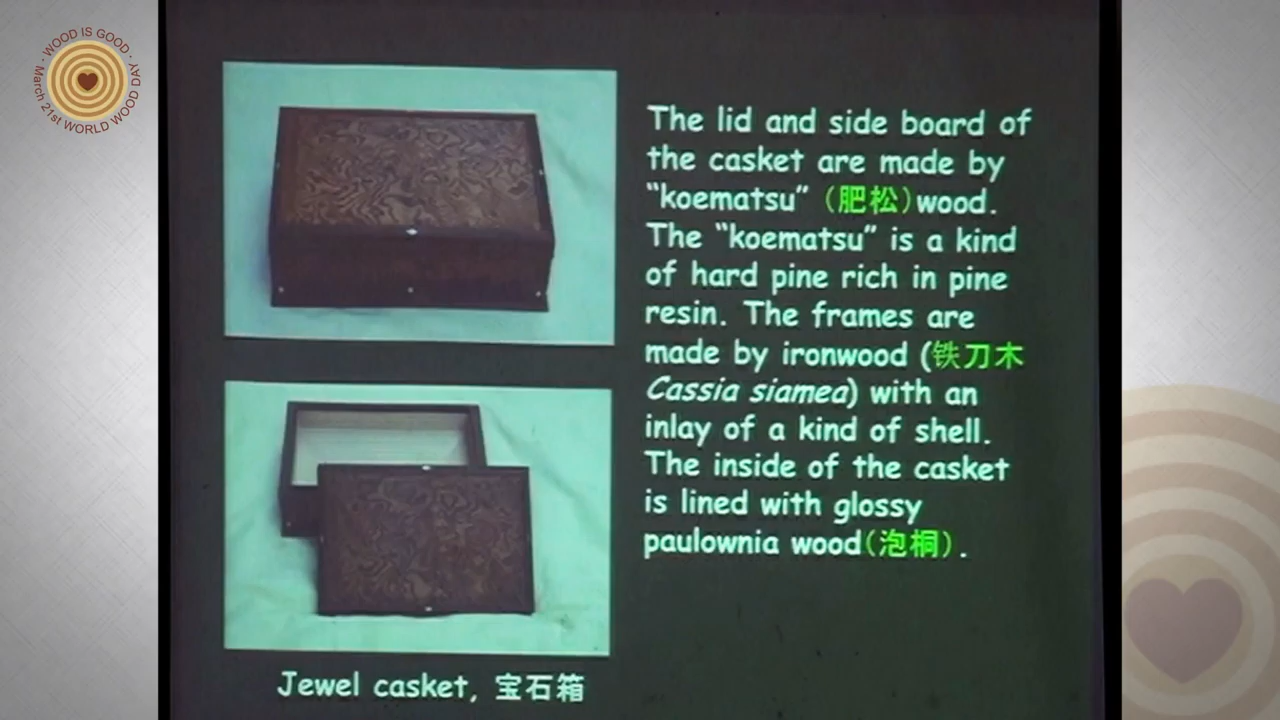 WOOD IS GOOD · DAY
March 21st WORLD WOOD
The lid and side board of
the casket are made by
“koematsu” (肥松)wood.
The “koematsu” is a kind
of hard pine rich in pine
resin. The frames are
made by ironwood (铁刀木
Cassia siamea) with an
inlay of a kind of shell.
The inside of the casket
is lined with glossy
paulownia wood(泡桐).
Jewel casket, 宝石箱